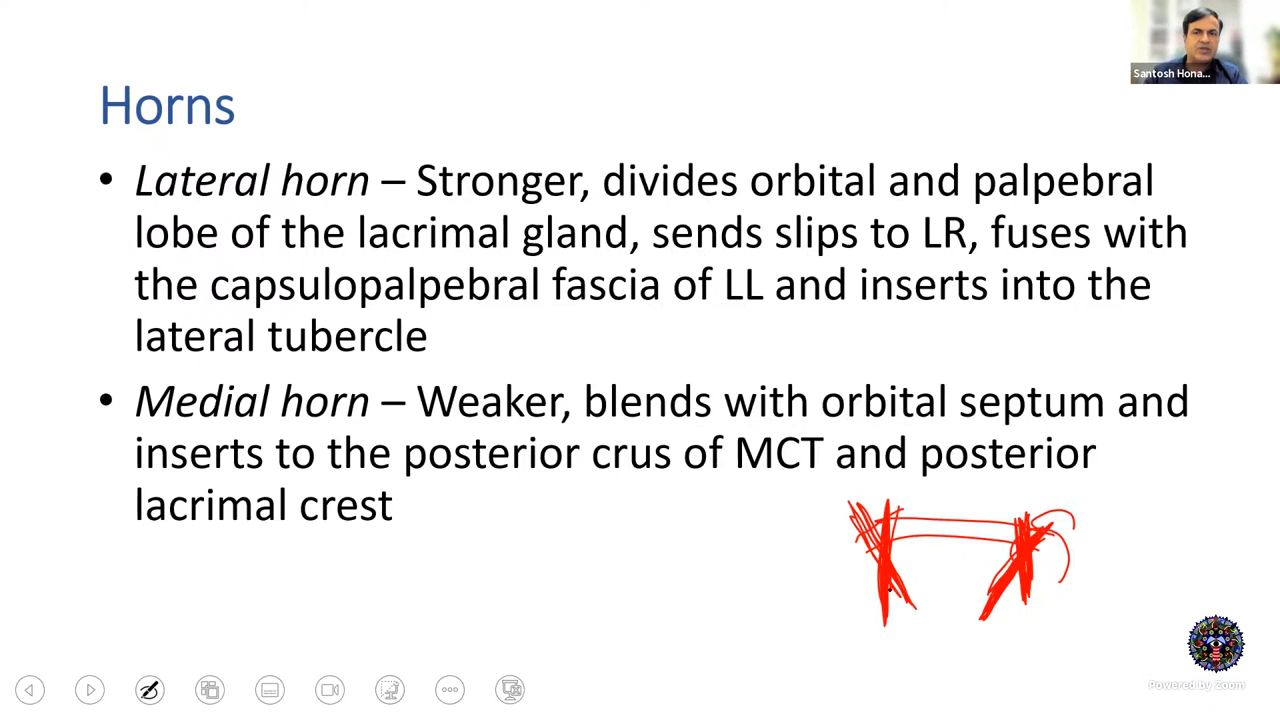 Santosh Hona...
Horns
• Lateral horn – Stronger, divides orbital and palpebral
lobe of the lacrimal gland, sends slips to LR, fuses with
the capsulopalpebral fascia of LL and inserts into the
lateral tubercle
• Medial horn – Weaker, blends with orbital septum and
inserts to the posterior crus of MCT and posterior
lacrimal crest
Powered by Zoom